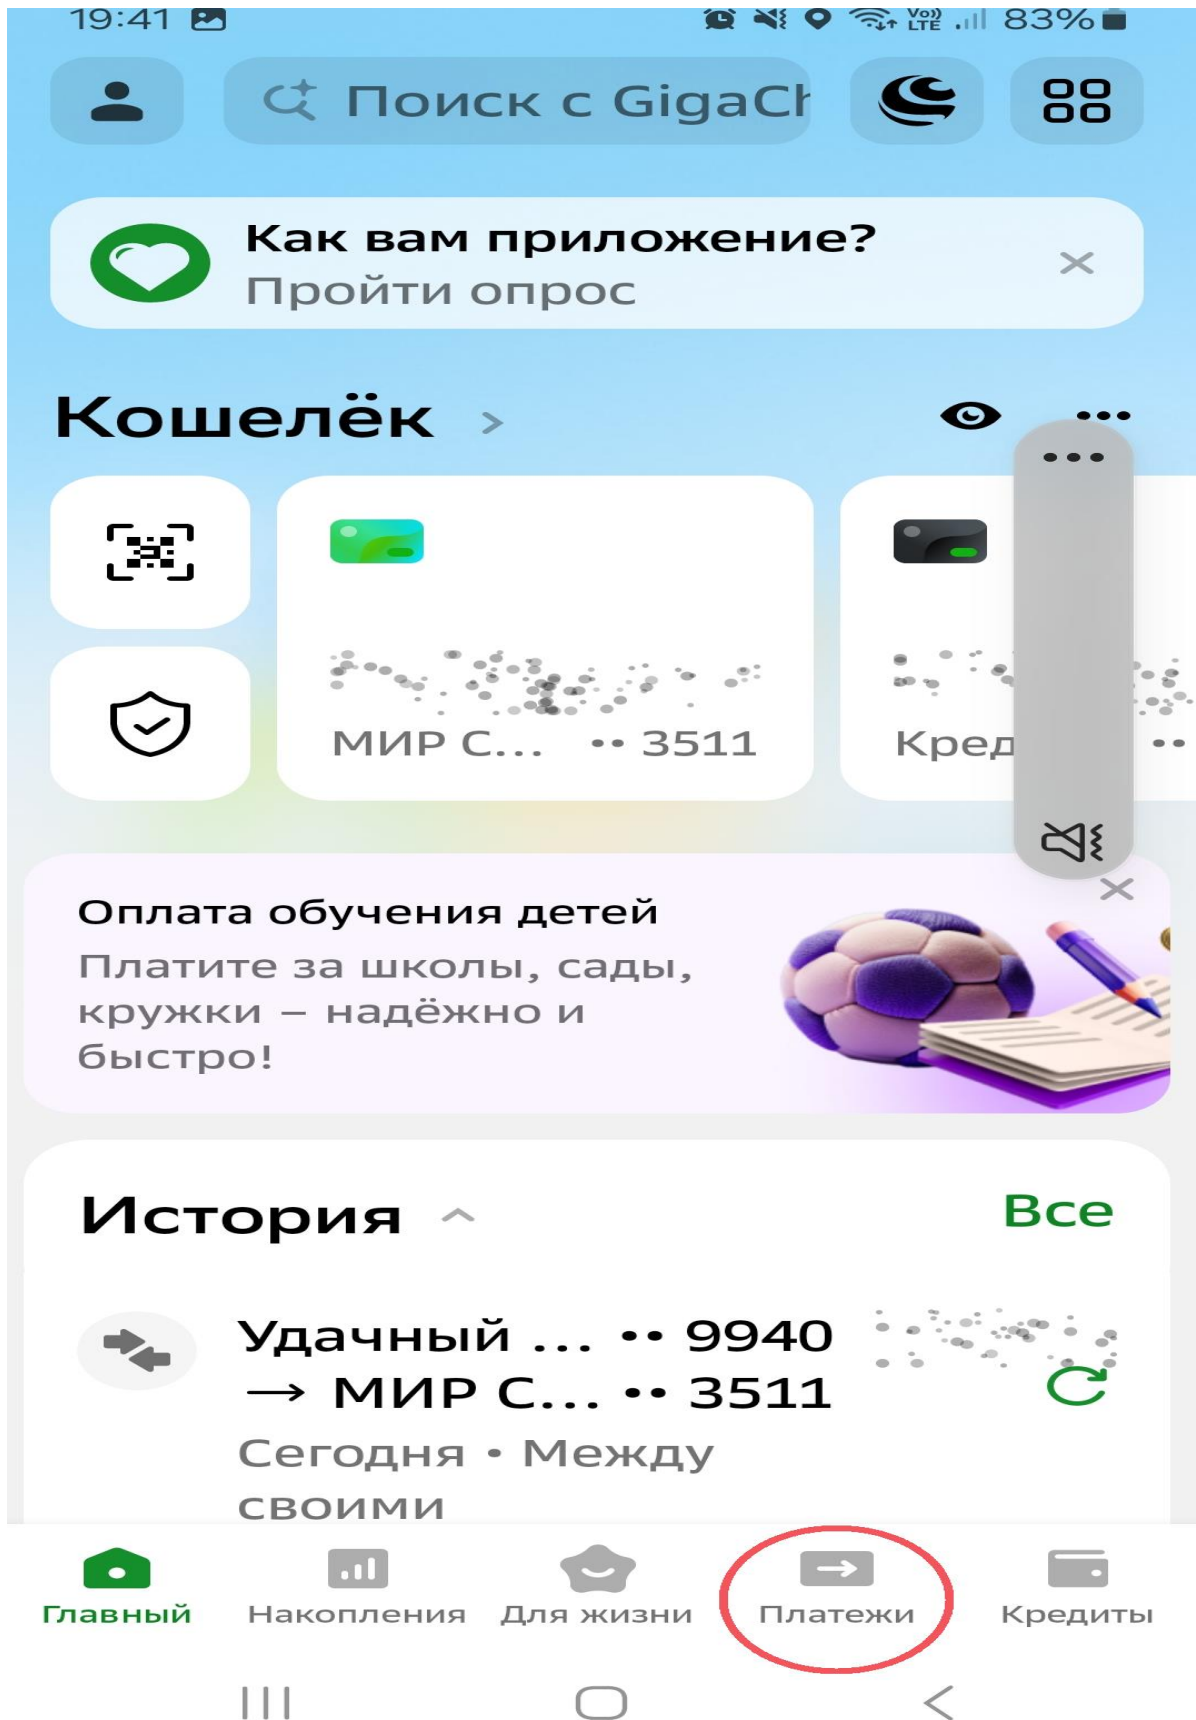 19:41 Vo)) LTE 83%
Поиск с GigaCh
Как вам приложение?
Пройти опрос
Кошелёк
МИР С... •• 3511
Кред ••
Оплата обучения детей
Платите за школы, сады,
кружки – надёжно и
быстро!
История
Все
Удачный ... •• 9940
→ МИР С... •• 3511
Сегодня • Между
своими
Главный
Накопления
Для жизни
Платежи
Кредиты